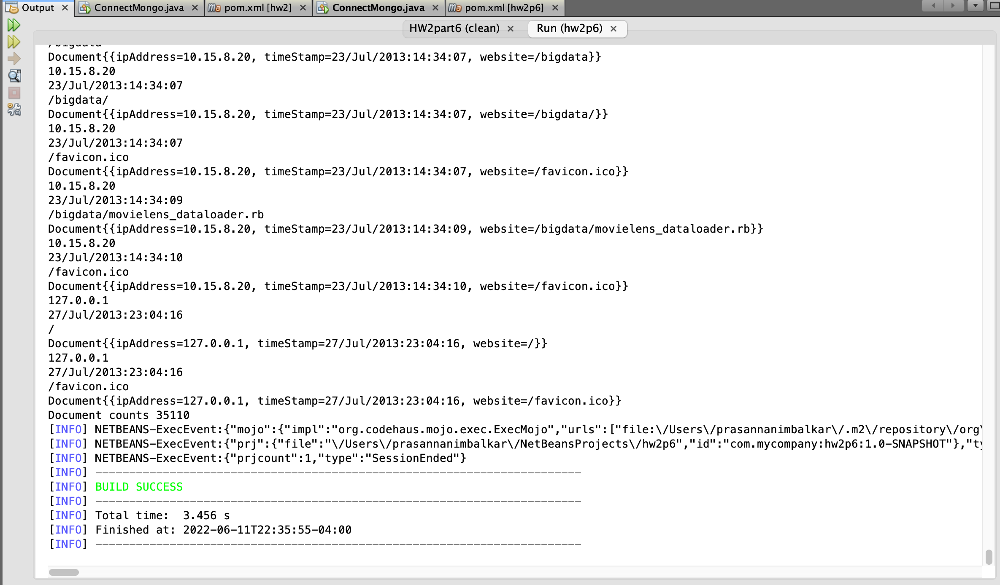 Output
ConnectMongo.java
pom.xml [hw2]
ConnectMongo.java
pom.xml [hw2p6]
HW2part6 (clean)
Run (hw2p6)
/bigdata
Document{{ipAddress=10.15.8.20, timeStamp=23/Jul/2013:14:34:07, website=/bigdata}}
10.15.8.20
23/Jul/2013:14:34:07
/bigdata/
Document{{ipAddress=10.15.8.20, timeStamp=23/Jul/2013:14:34:07, website=/bigdata/}}
10.15.8.20
23/Jul/2013:14:34:07
/favicon.ico
Document{{ipAddress=10.15.8.20, timeStamp=23/Jul/2013:14:34:07, website=/favicon.ico}}
10.15.8.20
23/Jul/2013:14:34:09
/bigdata/movielens_dataloader.rb
Document{{ipAddress=10.15.8.20, timeStamp=23/Jul/2013:14:34:09, website=/bigdata/movielens_dataloader.rb}}
10.15.8.20
23/Jul/2013:14:34:10
/favicon.ico
Document{{ipAddress=10.15.8.20, timeStamp=23/Jul/2013:14:34:10, website=/favicon.ico}}
127.0.0.1
27/Jul/2013:23:04:16
/
Document{{ipAddress=127.0.0.1, timeStamp=27/Jul/2013:23:04:16, website=/}}
127.0.0.1
27/Jul/2013:23:04:16
/favicon.ico
Document{{ipAddress=127.0.0.1, timeStamp=27/Jul/2013:23:04:16, website=/favicon.ico}}
Document counts 35110
[INFO] NETBEANS-ExecEvent:{"mojo":{"impl":"org.codehaus.mojo.exec.ExecMojo","urls":["file:\/Users\/prasannanimbalkar\/.m2\/repository\/org\
[INFO] NETBEANS-ExecEvent:{"prj":{"file":"\/Users\/prasannanimbalkar\/NetBeansProjects\/hw2p6","id":"com.mycompany:hw2p6:1.0-SNAPSHOT"},"ty
[INFO] NETBEANS-ExecEvent:{"prjcount":1,"type":"SessionEnded"}
[INFO] ------------------------------------------------------------------------
[INFO] BUILD SUCCESS
[INFO] ------------------------------------------------------------------------
[INFO] Total time:  3.456 s
[INFO] Finished at: 2022-06-11T22:35:55-04:00
[INFO] ------------------------------------------------------------------------